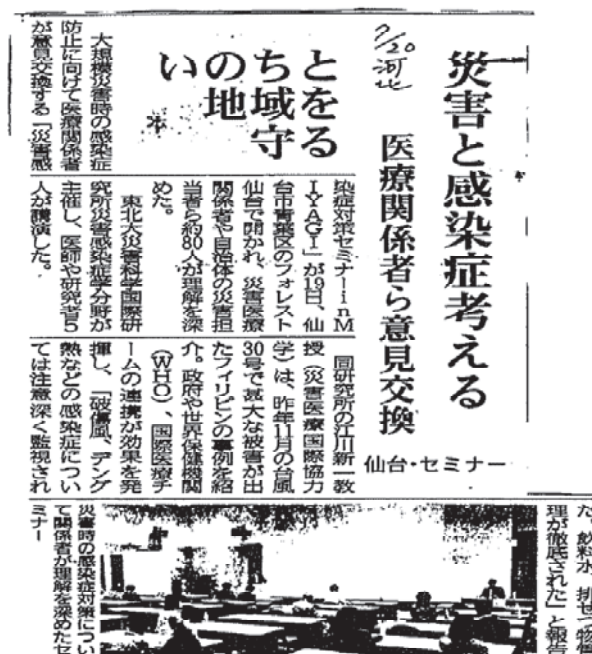 7/20
河北
災害と感染症考える
医療関係者ら意見交換
仙台・セミナー
いのちと
地域を
守る
大規模災害時の感染症
防止に向けて医療関係者
が意見交換する「災害感
染症対策セミナーinM
IYAGI」が19日、仙
台市青葉区のフォレスト
仙台で開かれ、災害医療
関係者や自治体の災害担
当者ら約80人が理解を深
めた。
東北大災害科学国際研
究所災害感染症学分野が
主催し、医師や研究者5
人が講演した。
同研究所の江川新一教
授(災害医療国際協力
学)は、昨年11月の台風
30号で甚大な被害が出
たフィリピンの事例を紹
介。政府や世界保健機関
(WHO)、国際医療チ
ームの連携が効果を発
揮し、「破傷風、デング
熱などの感染症につい
ては注意深く監視され
た。飲料水、排せつ物管
理が徹底された」と報告
災害時の感染症対策につい
て関係者が理解を深めたセ
ミナー